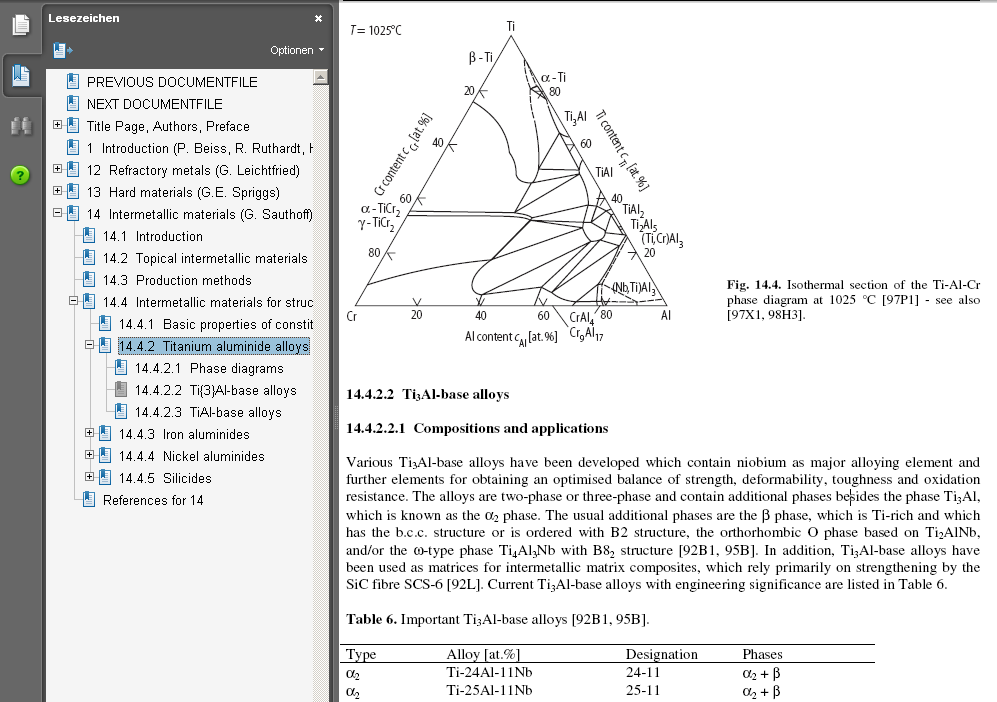 Lesezeichen
Optionen
PREVIOUS DOCUMENTFILE
NEXT DOCUMENTFILE
Title Page, Authors, Preface
1 Introduction (P. Beiss, R. Ruthardt, H
12 Refractory metals (G. Leichtfried)
13 Hard materials (G.E. Spriggs)
14 Intermetallic materials (G. Sauthoff)
14.1 Introduction
14.2 Topical intermetallic materials
14.3 Production methods
14.4 Intermetallic materials for struc
14.4.1 Basic properties of constit
14.4.2 Titanium aluminide alloys
14.4.2.1 Phase diagrams
14.4.2.2 Ti{3}Al-base alloys
14.4.2.3 TiAl-base alloys
14.4.3 Iron aluminides
14.4.4 Nickel aluminides
14.4.5 Silicides
References for 14
T = 1025°C
Ti
β - Ti
α - Ti
20
80
Ti₃Al
40
60
Cr content c_Cr [at.%]
Ti content c_Ti [at.%]
TiAl
60
40
α - TiCr₂
γ - TiCr₂
TiAl₂
Ti₂Al₅
(Ti,Cr)Al₃
80
20
(Nb,Ti)Al₃
Cr
20
40
60
80
Al
CrAl₄
Cr₉Al₁₇
Al content c_Al [at.%]
Fig. 14.4. Isothermal section of the Ti-Al-Cr
phase diagram at 1025 °C [97P1] - see also
[97X1, 98H3].
14.4.2.2 Ti₃Al-base alloys
14.4.2.2.1 Compositions and applications
Various Ti₃Al-base alloys have been developed which contain niobium as major alloying element and
further elements for obtaining an optimised balance of strength, deformability, toughness and oxidation
resistance. The alloys are two-phase or three-phase and contain additional phases besides the phase Ti₃Al,
which is known as the α₂ phase. The usual additional phases are the β phase, which is Ti-rich and which
has the b.c.c. structure or is ordered with B2 structure, the orthorhombic O phase based on Ti₂AlNb,
and/or the ω-type phase Ti₄Al₃Nb with B8₂ structure [92B1, 95B]. In addition, Ti₃Al-base alloys have
been used as matrices for intermetallic matrix composites, which rely primarily on strengthening by the
SiC fibre SCS-6 [92L]. Current Ti₃Al-base alloys with engineering significance are listed in Table 6.
Table 6. Important Ti₃Al-base alloys [92B1, 95B].
Type Alloy [at.%] Designation Phases
α₂ Ti-24Al-11Nb 24-11 α₂ + β
α₂ Ti-25Al-11Nb 25-11 α₂ + β